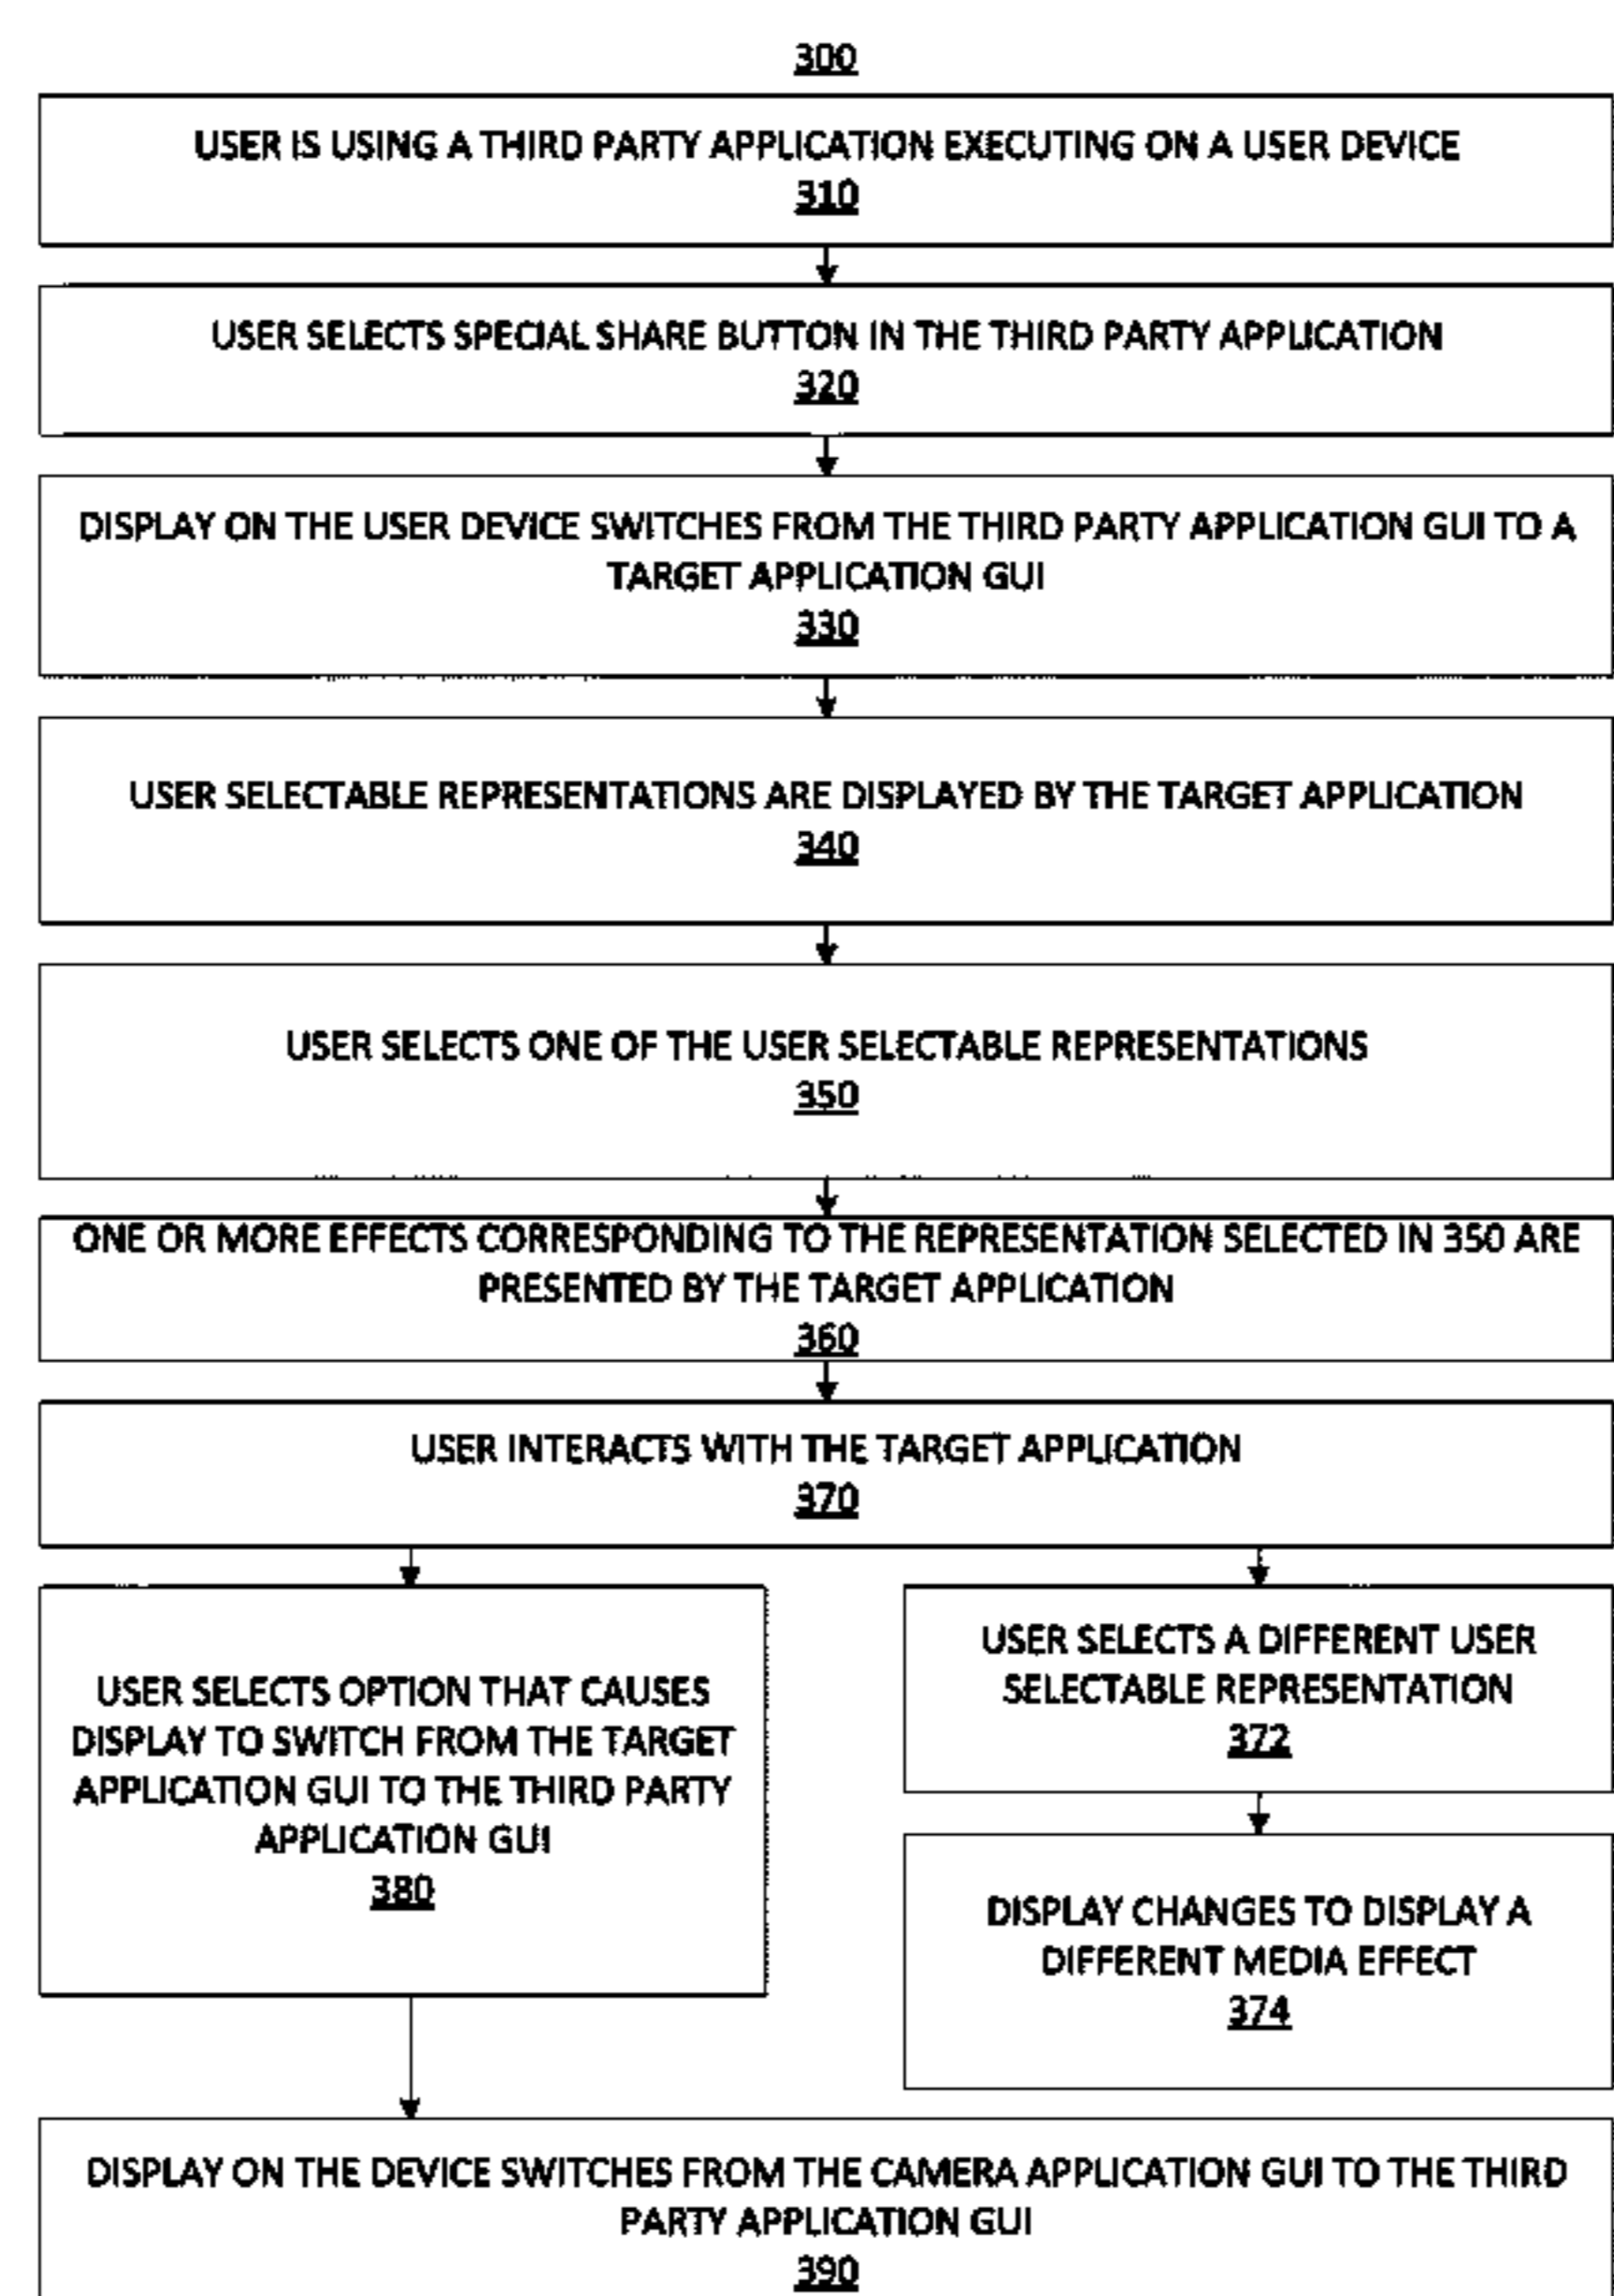 300
USER IS USING A THIRD PARTY APPLICATION EXECUTING ON A USER DEVICE
310
USER SELECTS SPECIAL SHARE BUTTON IN THE THIRD PARTY APPLICATION
320
DISPLAY ON THE USER DEVICE SWITCHES FROM THE THIRD PARTY APPLICATION GUI TO A
TARGET APPLICATION GUI
330
USER SELECTABLE REPRESENTATIONS ARE DISPLAYED BY THE TARGET APPLICATION
340
USER SELECTS ONE OF THE USER SELECTABLE REPRESENTATIONS
350
ONE OR MORE EFFECTS CORRESPONDING TO THE REPRESENTATION SELECTED IN 350 ARE
PRESENTED BY THE TARGET APPLICATION
360
USER INTERACTS WITH THE TARGET APPLICATION
370
USER SELECTS OPTION THAT CAUSES
DISPLAY TO SWITCH FROM THE TARGET
APPLICATION GUI TO THE THIRD PARTY
APPLICATION GUI
380
USER SELECTS A DIFFERENT USER
SELECTABLE REPRESENTATION
372
DISPLAY CHANGES TO DISPLAY A
DIFFERENT MEDIA EFFECT
374
DISPLAY ON THE DEVICE SWITCHES FROM THE CAMERA APPLICATION GUI TO THE THIRD
PARTY APPLICATION GUI
390